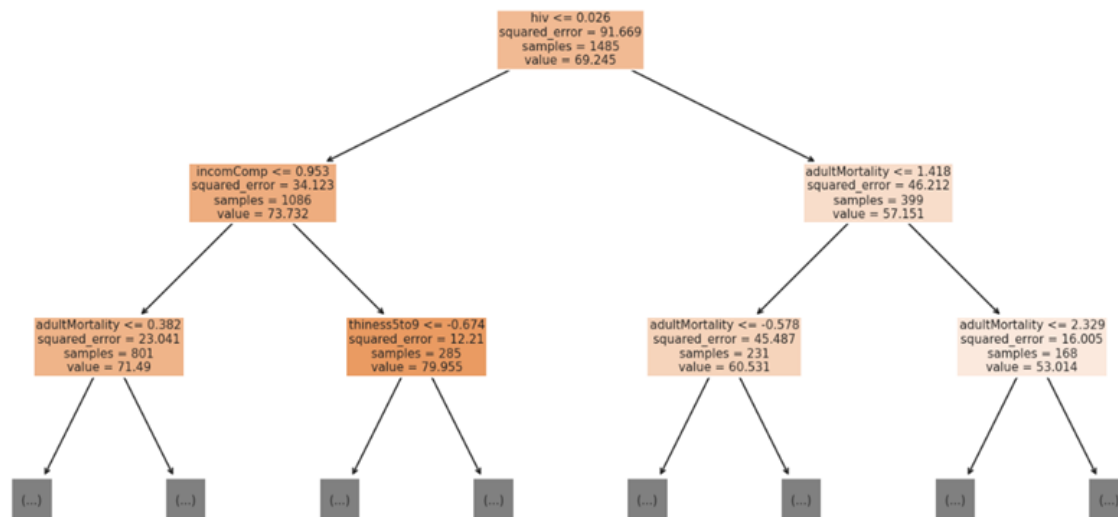 hiv <= 0.026
squared_error = 91.669
samples = 1485
value = 69.245
incomComp <= 0.953
squared_error = 34.123
samples = 1086
value = 73.732
adultMortality <= 1.418
squared_error = 46.212
samples = 399
value = 57.151
adultMortality <= 0.382
squared_error = 23.041
samples = 801
value = 71.49
thiness5to9 <= -0.674
squared_error = 12.21
samples = 285
value = 79.955
adultMortality <= -0.578
squared_error = 45.487
samples = 231
value = 60.531
adultMortality <= 2.329
squared_error = 16.005
samples = 168
value = 53.014
(...)
(...)
(...)
(...)
(...)
(...)
(...)
(...)